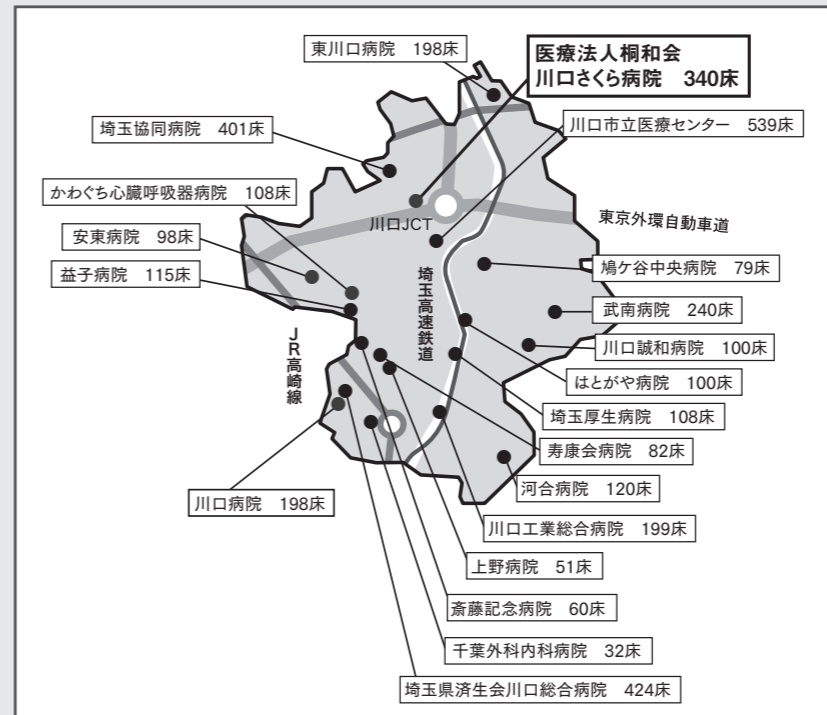 東川口病院 198床
医療法人桐和会
川口さくら病院 340床
埼玉協同病院 401床
川口市立医療センター 539床
かわぐち心臓呼吸器病院 108床
川口JCT
東京外環自動車道
安東病院 98床
益子病院 115床
埼玉高速鉄道
鳩ケ谷中央病院 79床
武南病院 240床
JR高崎線
川口誠和病院 100床
はとがや病院 100床
埼玉厚生病院 108床
寿康会病院 82床
河合病院 120床
川口病院 198床
川口工業総合病院 199床
上野病院 51床
斎藤記念病院 60床
千葉外科内科病院 32床
埼玉県済生会川口総合病院 424床